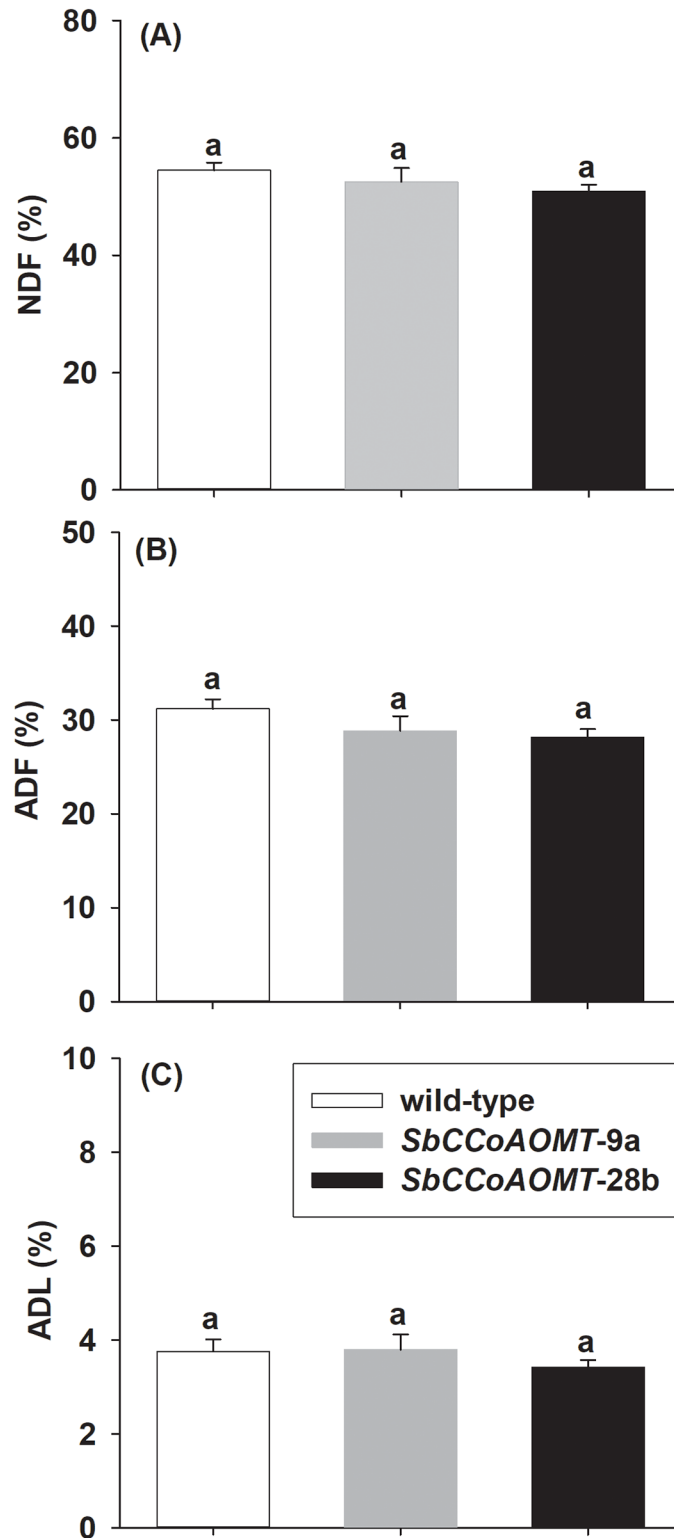 (A)
NDF (%)
80
60
40
20
0
a
a
a
(B)
ADF (%)
50
40
30
20
10
0
a
a
a
(C)
ADL (%)
10
8
6
4
2
0
wild-type
SbCCoAOMT-9a
SbCCoAOMT-28b
a
a
a